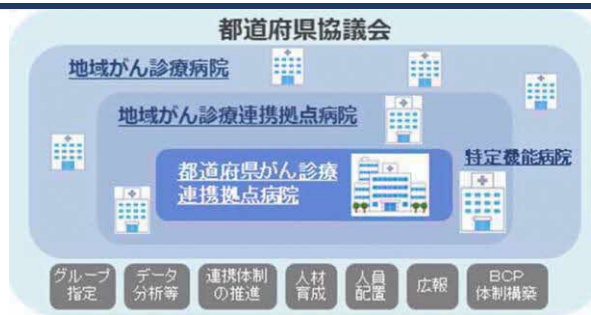 都道府県協議会
地域がん診療病院
地域がん診療連携拠点病院
都道府県がん診療
連携拠点病院
特定機能病院
グループ
指定
データ
分析等
連携体制
の推進
人材
育成
人員
配置
広報
BCP
体制構築